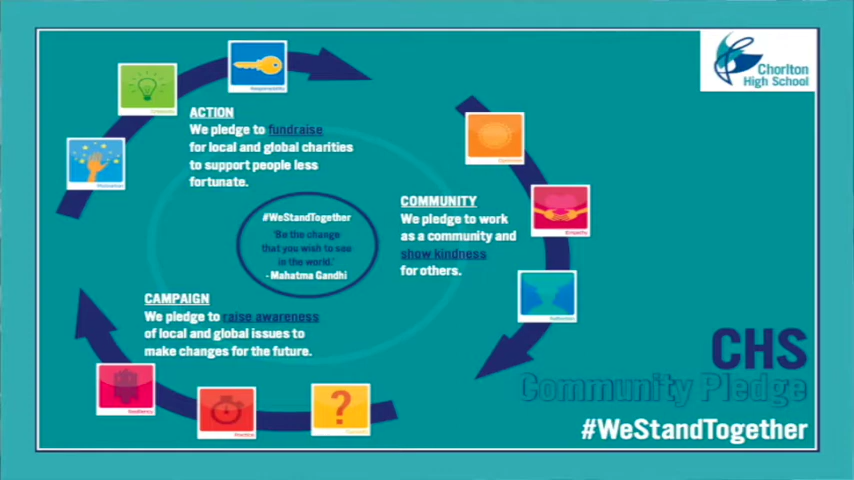 Chorlton
High School
Responsibility
ACTION
We pledge to fundraise
for local and global charities
to support people less
fortunate.
COMMUNITY
We pledge to work
as a community and
show kindness
for others.
Empathy
#WeStandTogether
'Be the change
that you wish to see
in the world.'
- Mahatma Gandhi
CAMPAIGN
We pledge to raise awareness
of local and global issues to
make changes for the future.
?
CHS
Community Pledge
#WeStandTogether